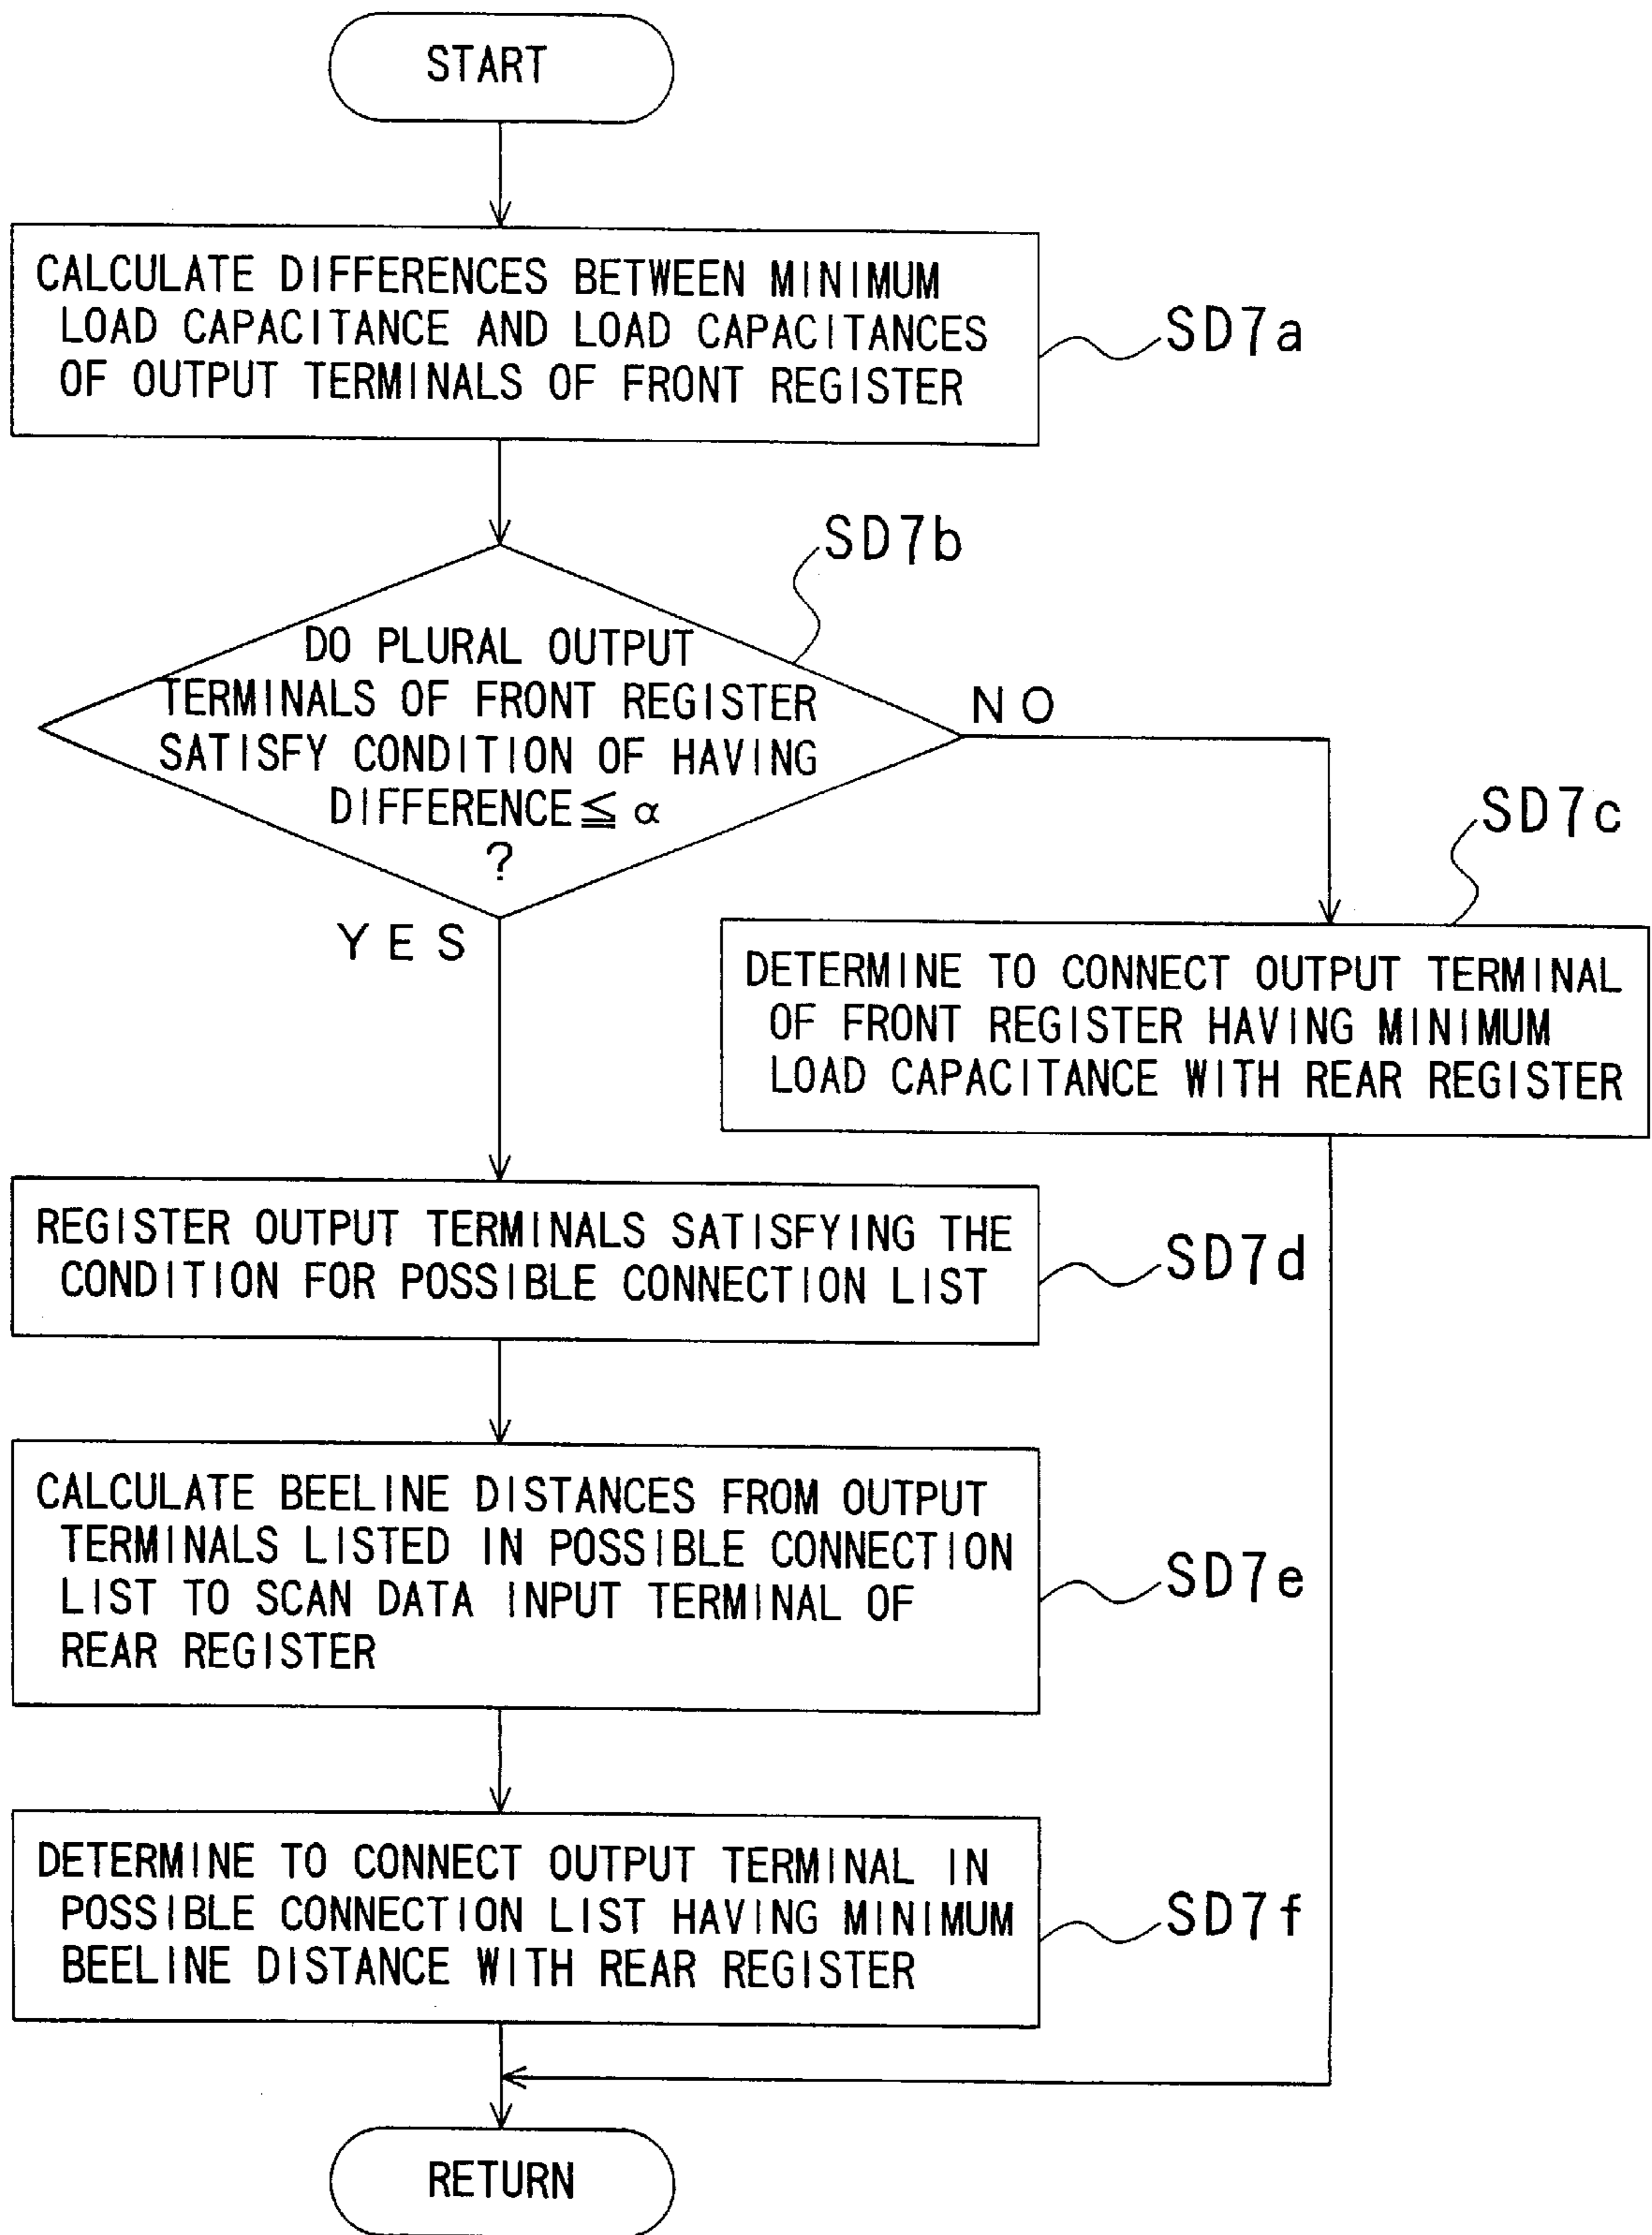 START
CALCULATE DIFFERENCES BETWEEN MINIMUM
LOAD CAPACITANCE AND LOAD CAPACITANCES
OF OUTPUT TERMINALS OF FRONT REGISTER
SD7a
SD7b
DO PLURAL OUTPUT
TERMINALS OF FRONT REGISTER
SATISFY CONDITION OF HAVING
DIFFERENCE≦α
?
NO
YES
SD7c
DETERMINE TO CONNECT OUTPUT TERMINAL
OF FRONT REGISTER HAVING MINIMUM
LOAD CAPACITANCE WITH REAR REGISTER
REGISTER OUTPUT TERMINALS SATISFYING THE
CONDITION FOR POSSIBLE CONNECTION LIST
SD7d
CALCULATE BEELINE DISTANCES FROM OUTPUT
TERMINALS LISTED IN POSSIBLE CONNECTION
LIST TO SCAN DATA INPUT TERMINAL OF
REAR REGISTER
SD7e
DETERMINE TO CONNECT OUTPUT TERMINAL IN
POSSIBLE CONNECTION LIST HAVING MINIMUM
BEELINE DISTANCE WITH REAR REGISTER
SD7f
RETURN